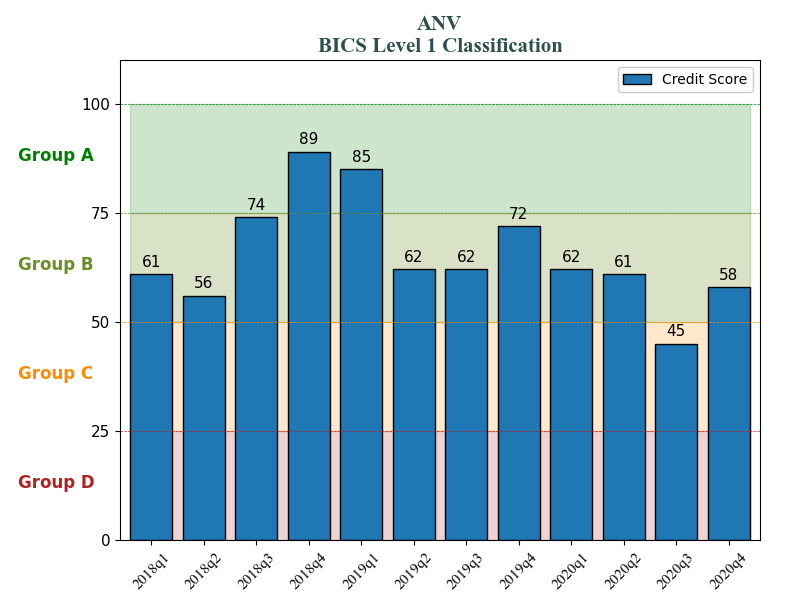 ANV
BICS Level 1 Classification
Credit Score
100
Group A
89
85
75
74
72
Group B
61
56
62
62
62
61
58
50
45
Group C
25
Group D
0
2018q1
2018q2
2018q3
2018q4
2019q1
2019q2
2019q3
2019q4
2020q1
2020q2
2020q3
2020q4